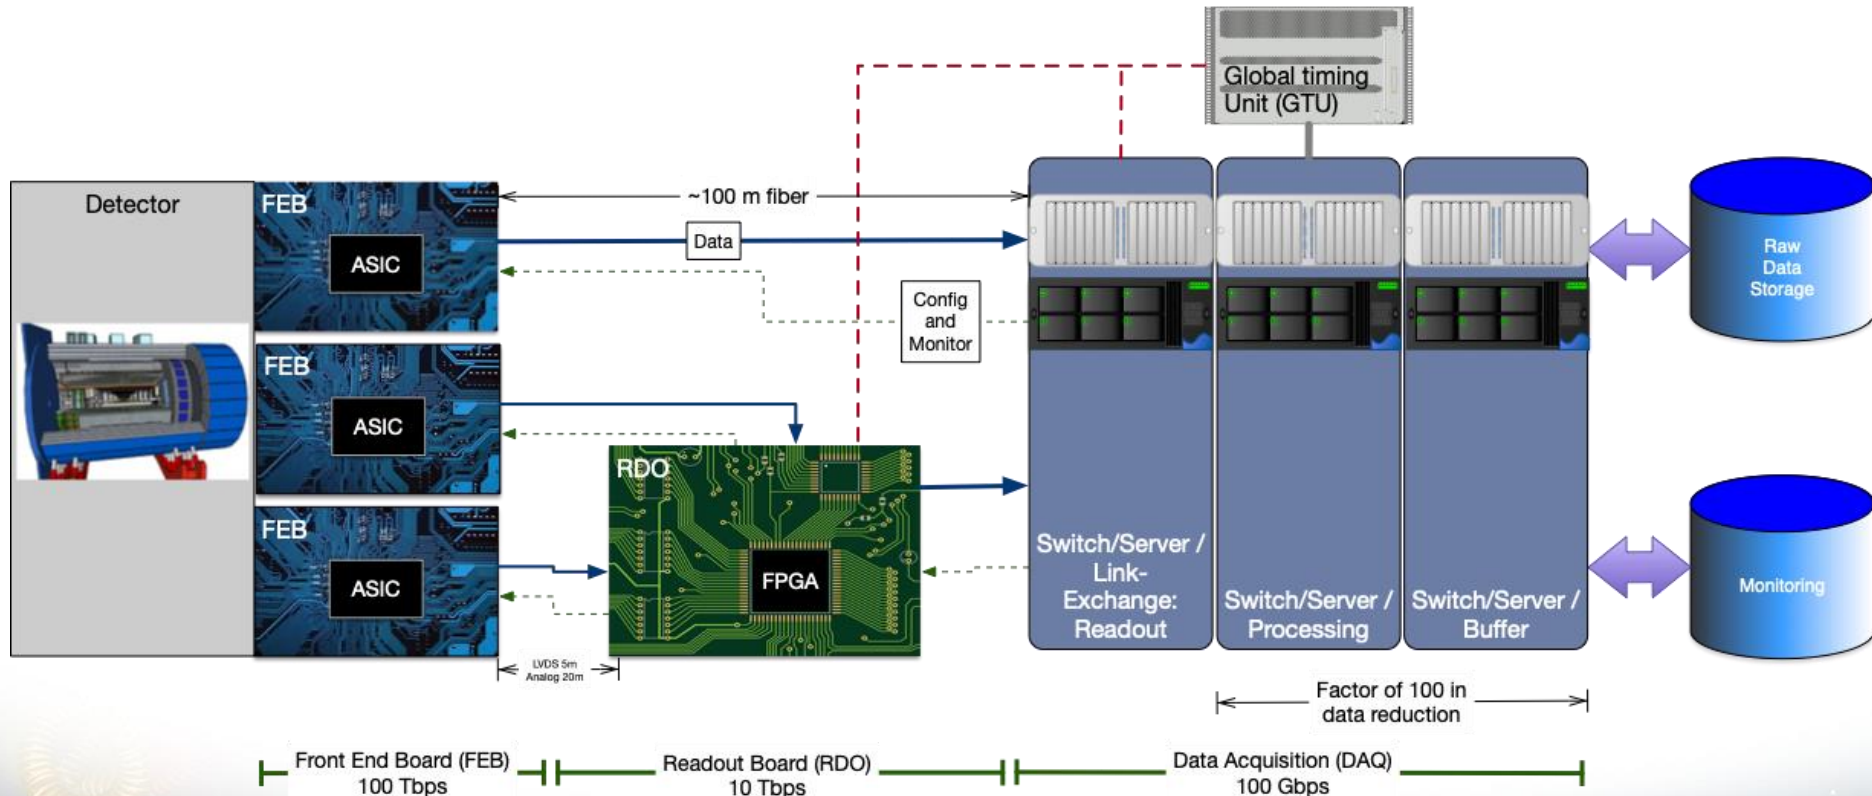 Global timing
Unit (GTU)
Detector
FEB
ASIC
~100 m fiber
Data
Config
and
Monitor
FEB
ASIC
RDO
FPGA
FEB
ASIC
LVDS 5m
Analog 20m
Switch/Server /
Link-
Exchange:
Readout
Switch/Server /
Processing
Switch/Server /
Buffer
Raw
Data
Storage
Monitoring
Factor of 100 in
data reduction
Front End Board (FEB)
100 Tbps
Readout Board (RDO)
10 Tbps
Data Acquisition (DAQ)
100 Gbps